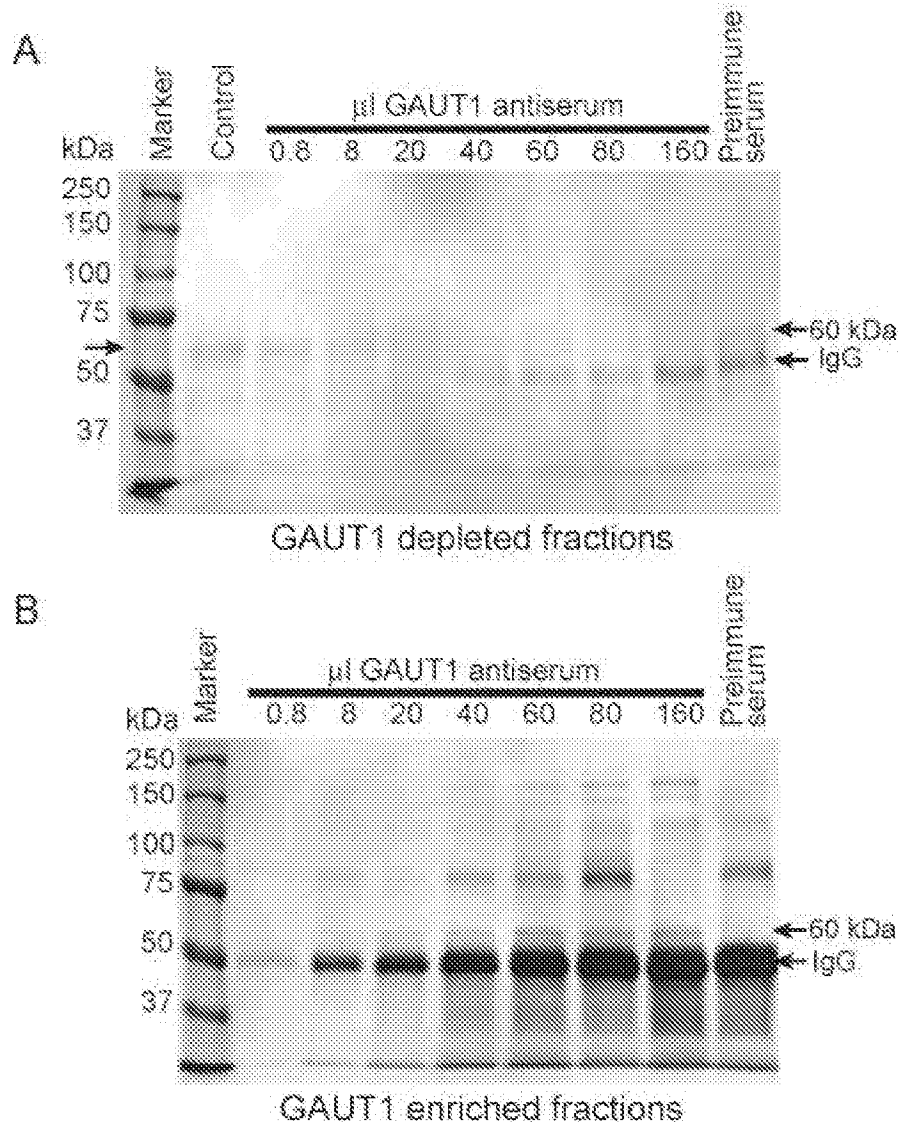 A
Marker
Control
µl GAUT1 antiserum
Preimmune serum
kDa
0.8 8 20 40 60 80 160
250
150
100
75
50
37
60 kDa
IgG
GAUT1 depleted fractions
B
Marker
µl GAUT1 antiserum
Preimmune serum
kDa
0.8 8 20 40 60 80 160
250
150
100
75
50
37
60 kDa
IgG
GAUT1 enriched fractions